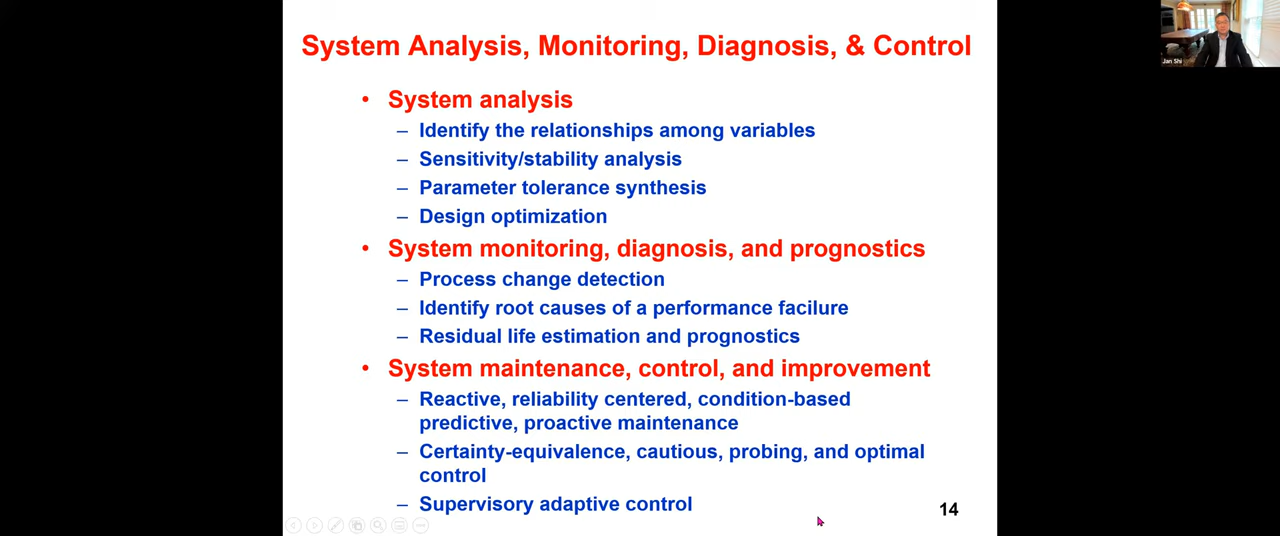 System Analysis, Monitoring, Diagnosis, & Control
• System analysis
– Identify the relationships among variables
– Sensitivity/stability analysis
– Parameter tolerance synthesis
– Design optimization
• System monitoring, diagnosis, and prognostics
– Process change detection
– Identify root causes of a performance facilure
– Residual life estimation and prognostics
• System maintenance, control, and improvement
– Reactive, reliability centered, condition-based
predictive, proactive maintenance
– Certainty-equivalence, cautious, probing, and optimal
control
– Supervisory adaptive control
14
Jan Shi